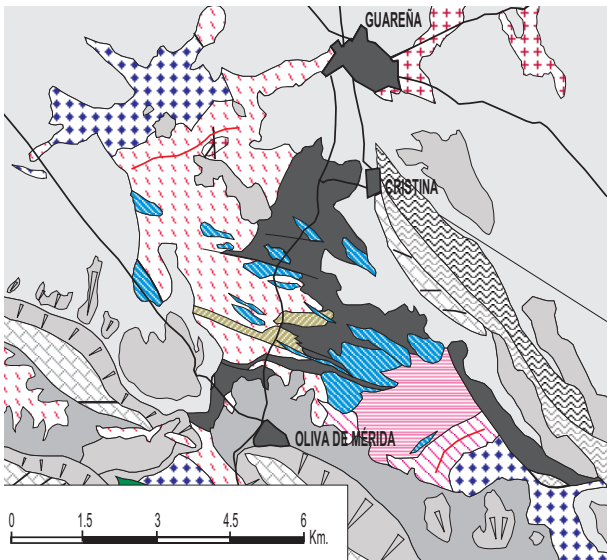 GUAREÑA
CRISTINA
OLIVA DE MÉRIDA
0 1.5 3 4.5 6
Km.